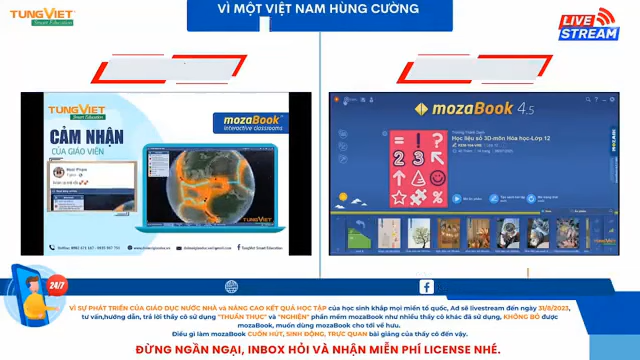 TUNGVIET
Smart Education
VÌ MỘT VIỆT NAM HÙNG CƯỜNG
LIVE
STREAM
TUNGVIET
Smart Education
mozaBook
interactive classrooms
CẢM NHẬN
CỦA GIÁO VIÊN
TUNGVIET
mozaBook 4.5
Học liệu số 3D-môn Hóa học-Lớp 12
TUNGVIET
24/7
VÌ SỰ PHÁT TRIỂN CỦA GIÁO DỤC NƯỚC NHÀ và NÂNG CAO KẾT QUẢ HỌC TẬP của học sinh khắp mọi miền tổ quốc, Ad sẽ livestream đến ngày 31/8/2023,
tư vấn,hướng dẫn, trả lời thầy cô sử dụng "THUẦN THỤC" và "NGHIỆN" phần mềm mozaBook như nhiều thầy cô khác đã sử dụng, KHÔNG BỎ được
mozaBook, muốn dùng mozaBook cho tới về hưu.
Điều gì làm mozaBook CUỐN HÚT, SINH ĐỘNG, TRỰC QUAN bài giảng của thầy cô đến vậy.
ĐỪNG NGẦN NGẠI, INBOX HỎI VÀ NHẬN MIỄN PHÍ LICENSE NHÉ.